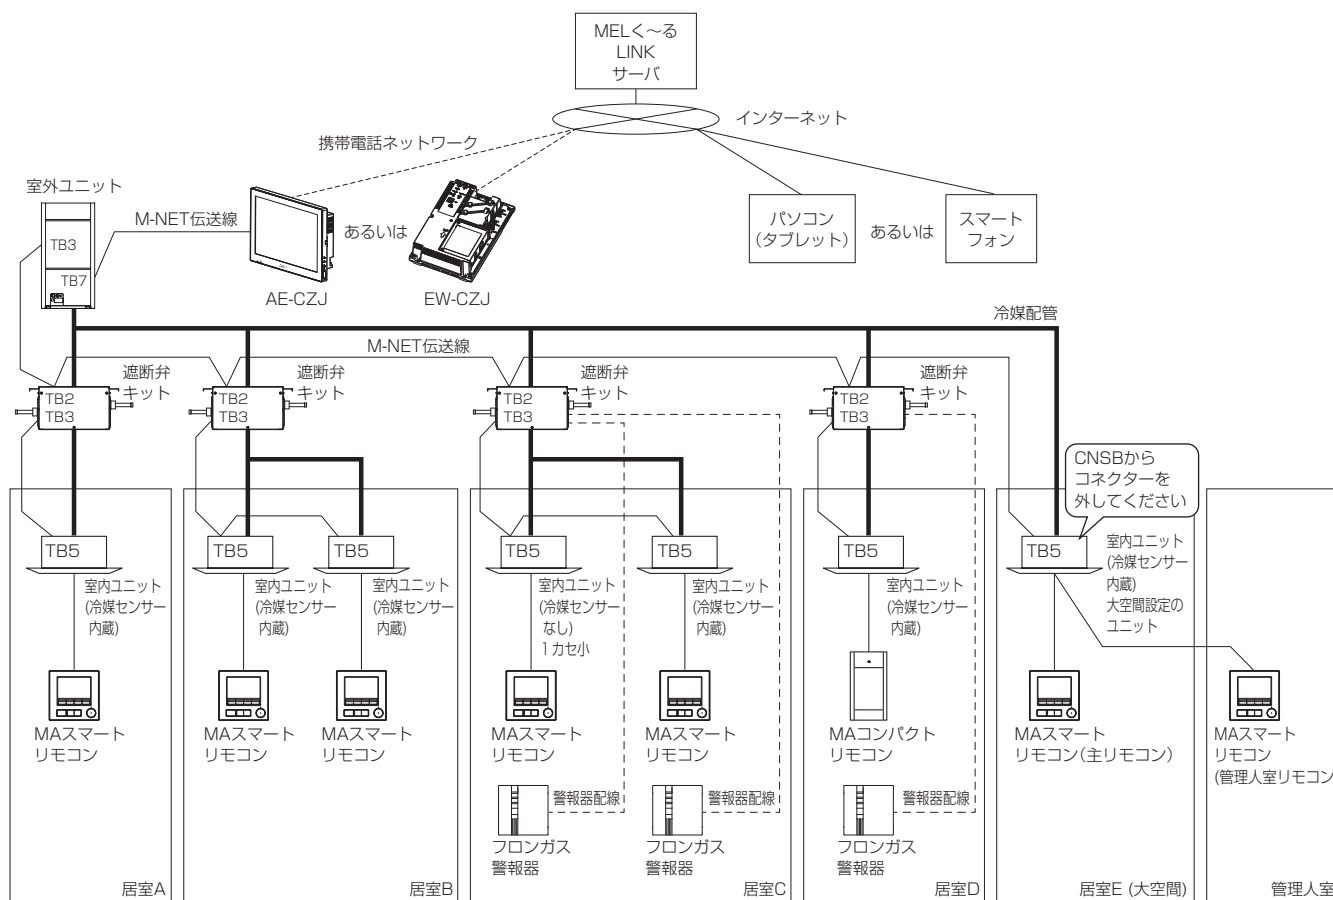 MELく～る
LINK
サーバ
インターネット
携帯電話ネットワーク
室外ユニット
M-NET伝送線
TB3
TB7
あるいは
AE-CZJ
EW-CZJ
パソコン
(タブレット)
あるいは
スマート
フォン
冷媒配管
M-NET伝送線
遮断弁
キット
TB2
TB3
遮断弁
キット
TB2
TB3
遮断弁
キット
TB2
TB3
遮断弁
キット
TB2
TB3
CNSBから
コネクターを
外してください
TB5
TB5
TB5
TB5
TB5
TB5
TB5
室内ユニット
(冷媒センサー
内蔵)
室内ユニット
(冷媒センサー
内蔵)
室内ユニット
(冷媒センサー
内蔵)
室内ユニット
(冷媒センサー
なし)
1カセ小
室内ユニット
(冷媒センサー
内蔵)
室内ユニット
(冷媒センサー
内蔵)
室内ユニット
(冷媒センサー
内蔵)
大空間設定の
ユニット
MAスマート
リモコン
MAスマート
リモコン
MAスマート
リモコン
MAスマート
リモコン
MAスマート
リモコン
MAコンパクト
リモコン
MAスマート
リモコン(主リモコン)
MAスマート
リモコン
(管理人室リモコン
警報器配線
警報器配線
警報器配線
フロンガス
警報器
フロンガス
警報器
フロンガス
警報器
居室A
居室B
居室C
居室D
居室E (大空間)
管理人室